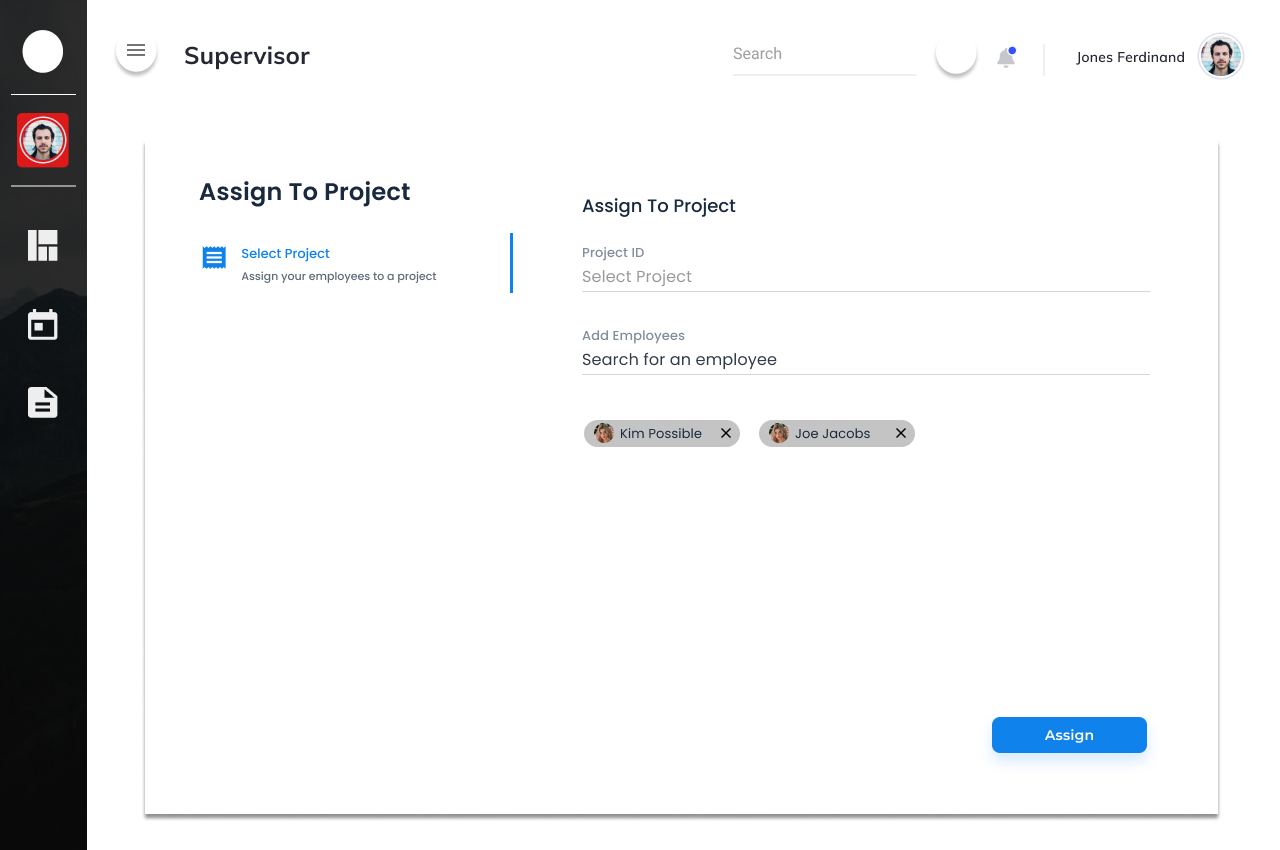 Supervisor
Search
Jones Ferdinand
Assign To Project
Select Project
Assign your employees to a project
Assign To Project
Project ID
Select Project
Add Employees
Search for an employee
Kim Possible
Joe Jacobs
Assign